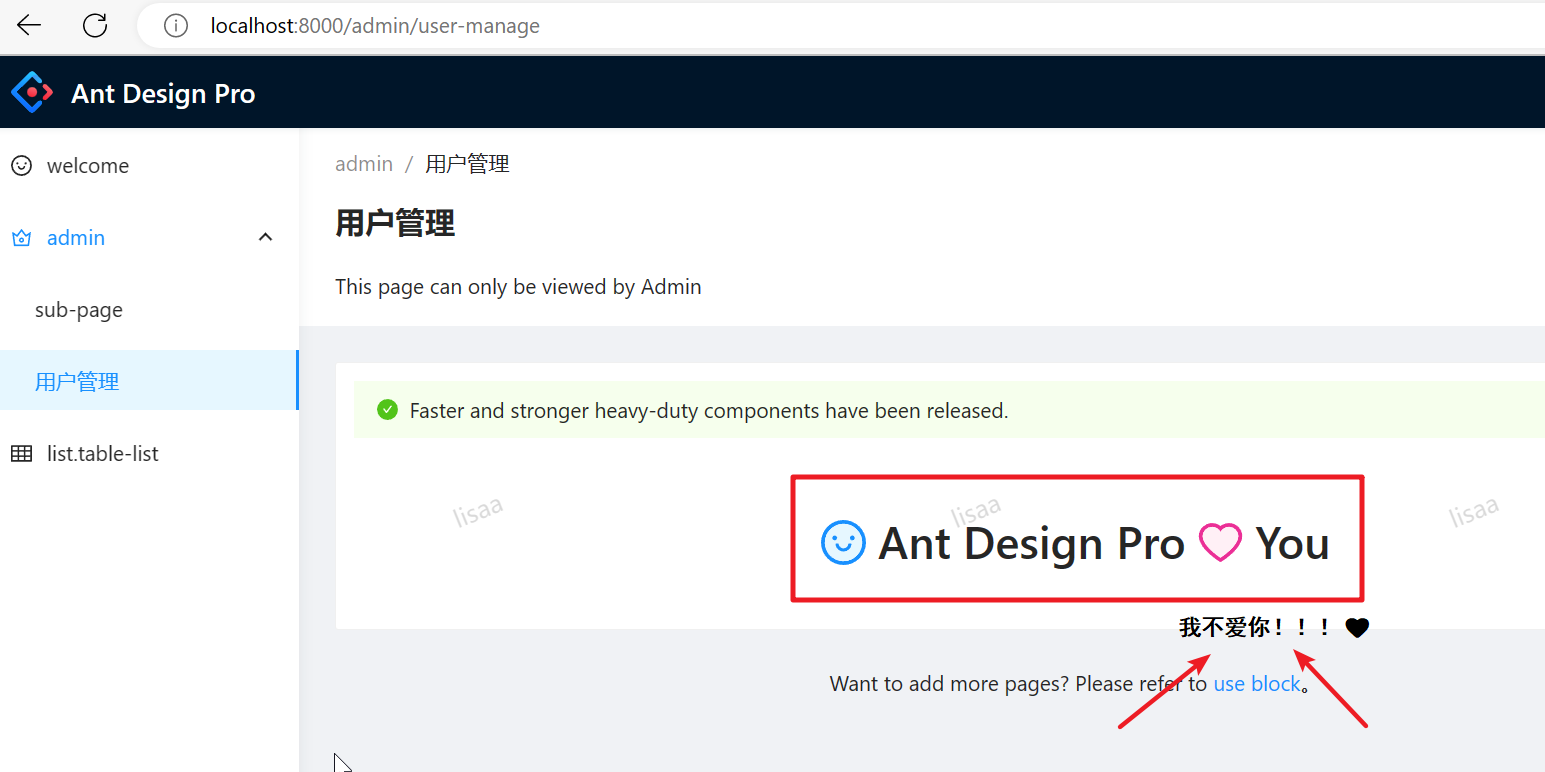 localhost:8000/admin/user-manage
Ant Design Pro
welcome
admin
sub-page
用户管理
list.table-list
admin / 用户管理
用户管理
This page can only be viewed by Admin
Faster and stronger heavy-duty components have been released.
lisaa lisaa lisaa
Ant Design Pro You
我不爱你！！！
Want to add more pages? Please refer to use block。